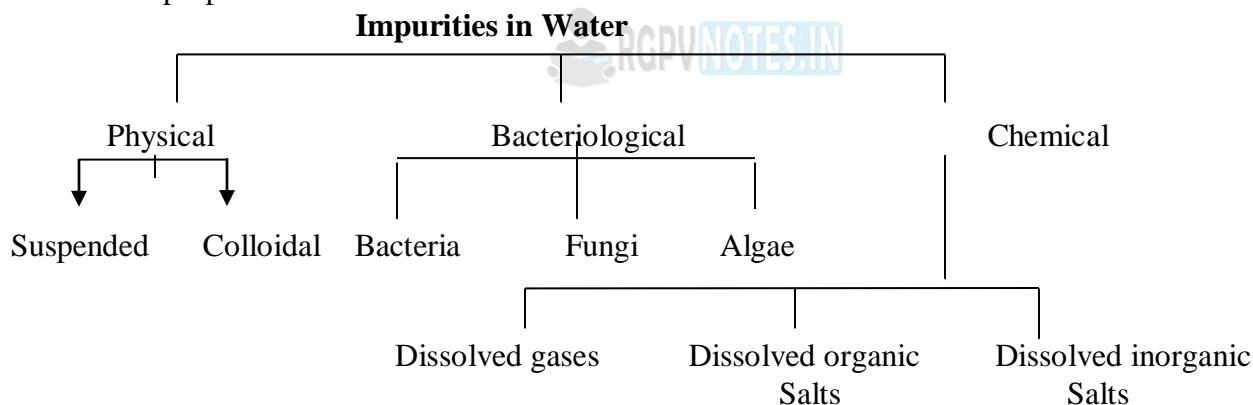 Impurities in Water
RGPVNOTES.IN
Physical Bacteriological Chemical
Suspended Colloidal Bacteria Fungi Algae
Dissolved gases Dissolved organic Dissolved inorganic
Salts Salts